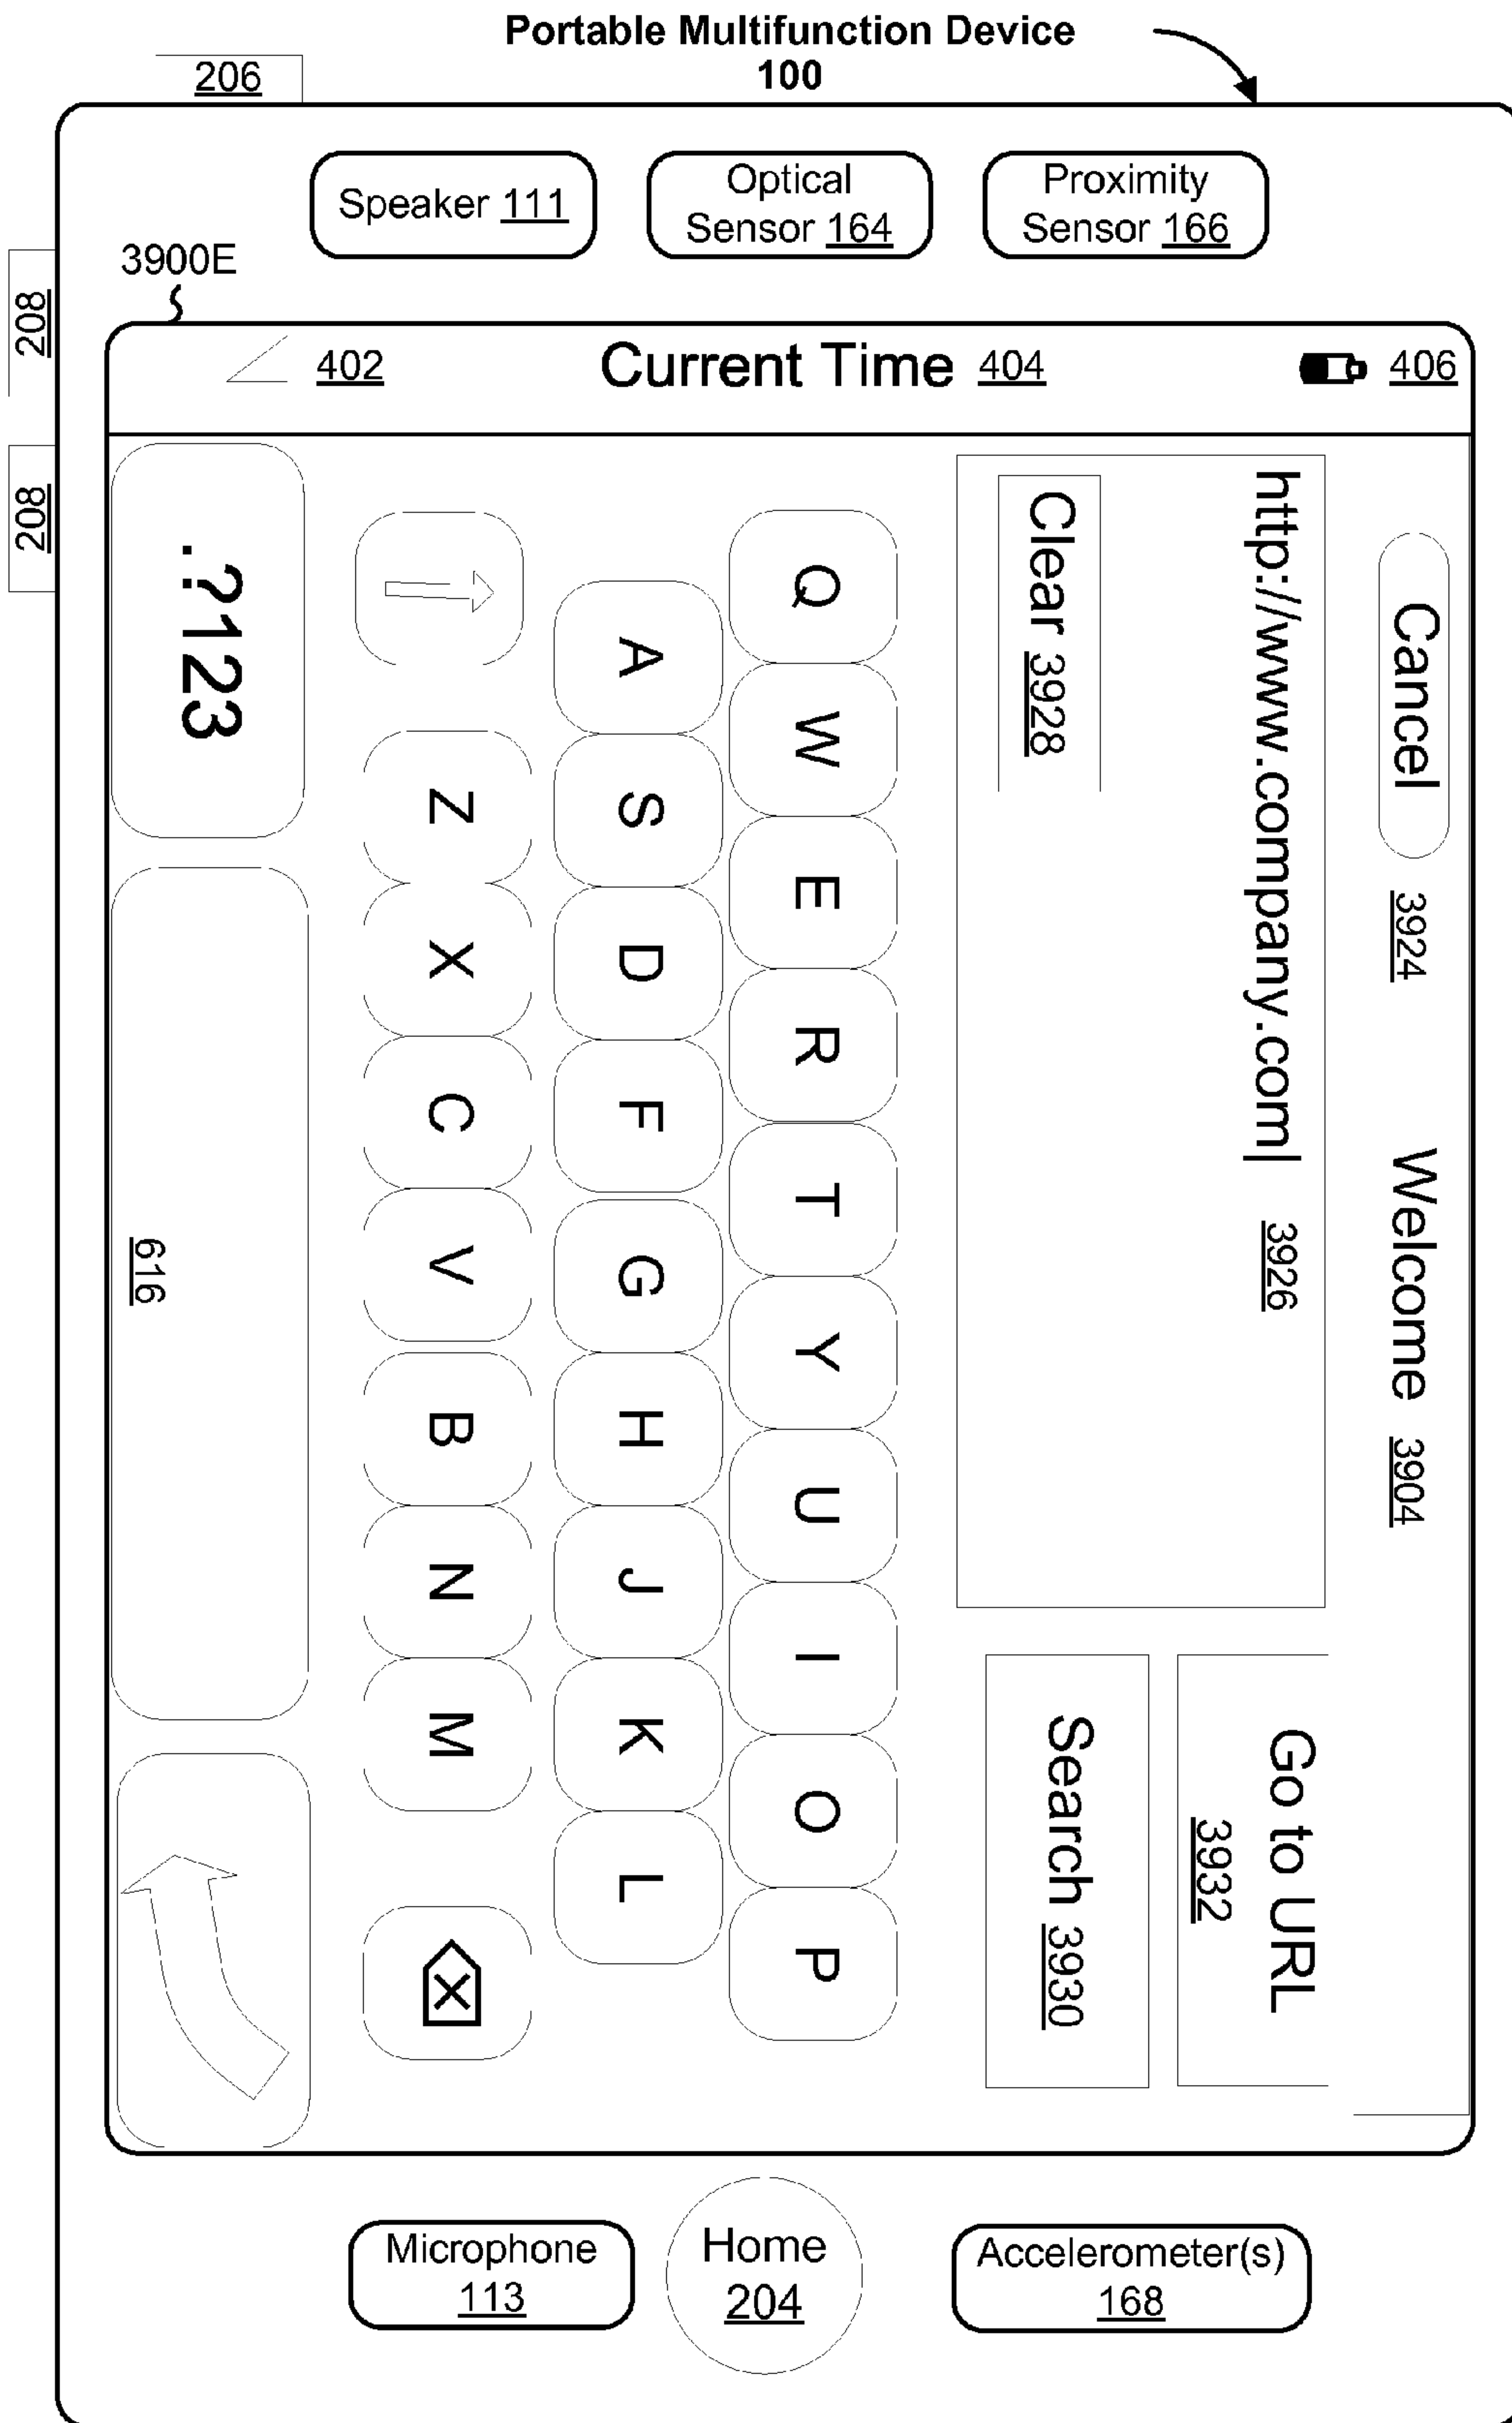 Portable Multifunction Device
100
206
Speaker 111
Optical
Sensor 164
Proximity
Sensor 166
3900E
208
208
402
Current Time 404
406
Cancel 3924
Welcome 3904
http://www.company.com| 3926
Clear 3928
Go to URL
3932
Search 3930
Q W E R T Y U I O P
A S D F G H J K L
Z X C V B N M
.?123
616
Microphone
113
Home
204
Accelerometer(s)
168